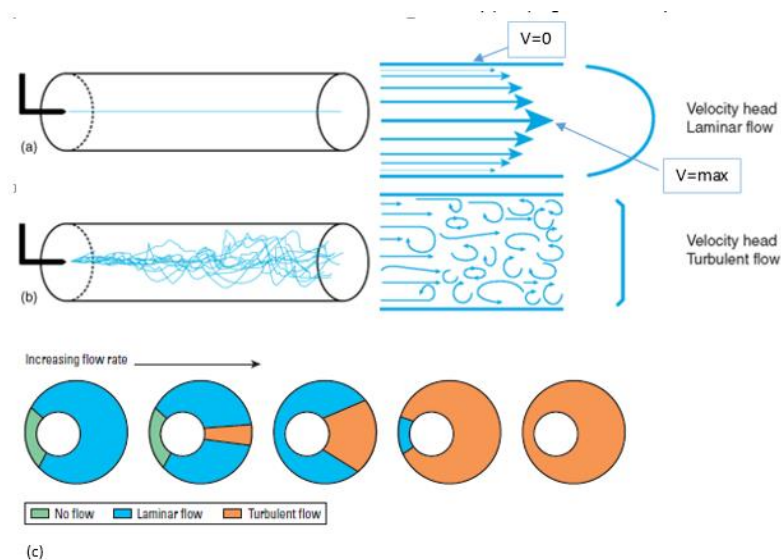 V=0
(a)
Velocity head
Laminar flow
V=max
(b)
Velocity head
Turbulent flow
Increasing flow rate
No flow
Laminar flow
Turbulent flow
(c)